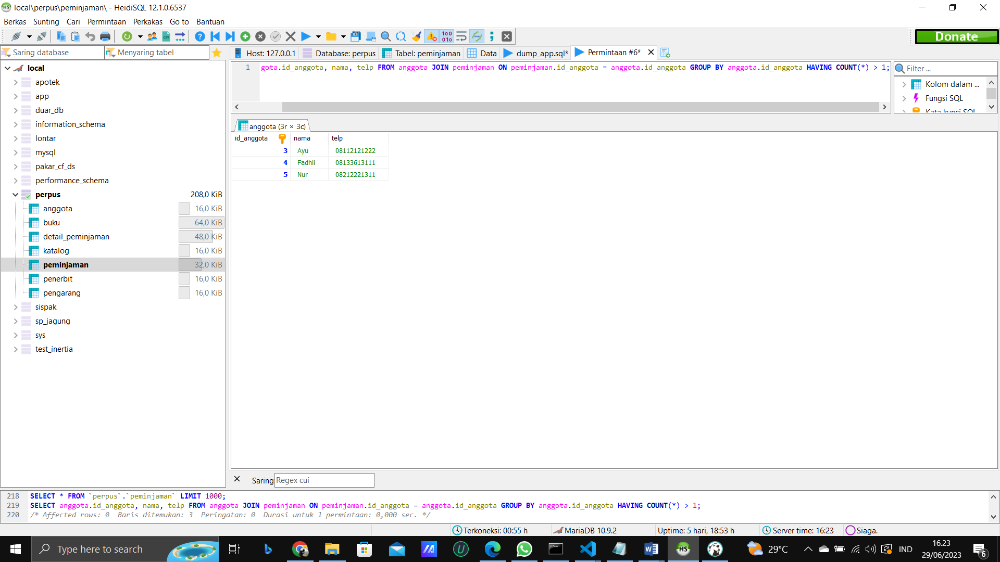 local\perpus\peminjaman\ - HeidiSQL 12.1.0.6537
Berkas Sunting Cari Permintaan Perkakas Go to Bantuan
Donate
Saring database Menyaring tabel
Host: 127.0.0.1 Database: perpus Tabel: peminjaman Data dump_app.sql* Permintaan #6*
1 gota.id_anggota, nama, telp FROM anggota JOIN peminjaman ON peminjaman.id_anggota = anggota.id_anggota GROUP BY anggota.id_anggota HAVING COUNT(*) > 1;
Filter ...
Kolom dalam ...
Fungsi SQL
Kata kunci SQL
local
apotek
app
duar_db
information_schema
lontar
mysql
pakar_cf_ds
performance_schema
perpus 208,0 KiB
anggota 16,0 KiB
buku 64,0 KiB
detail_peminjaman 48,0 KiB
katalog 16,0 KiB
peminjaman 32,0 KiB
penerbit 16,0 KiB
pengarang 16,0 KiB
sispak
sp_jagung
sys
test_inertia
anggota (3r × 3c)
id_anggota nama telp
3 Ayu 08112121222
4 Fadhli 08133613111
5 Nur 08212221311
Saring Regex cui
218 SELECT * FROM `perpus`.`peminjaman` LIMIT 1000;
219 SELECT anggota.id_anggota, nama, telp FROM anggota JOIN peminjaman ON peminjaman.id_anggota = anggota.id_anggota GROUP BY anggota.id_anggota HAVING COUNT(*) > 1;
220 /* Affected rows: 0 Baris ditemukan: 3 Peringatan: 0 Durasi untuk 1 permintaan: 0,000 sec. */
Terkoneksi: 00:55 h MariaDB 10.9.2 Uptime: 5 hari, 18:53 h Server time: 16:23 Siaga.
Type here to search
29°C IND
16.23
29/06/2023
6